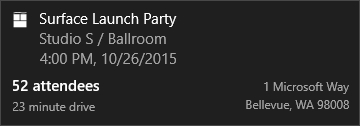 Surface Launch Party
Studio S / Ballroom
4:00 PM, 10/26/2015
52 attendees
23 minute drive
1 Microsoft Way
Bellevue, WA 98008